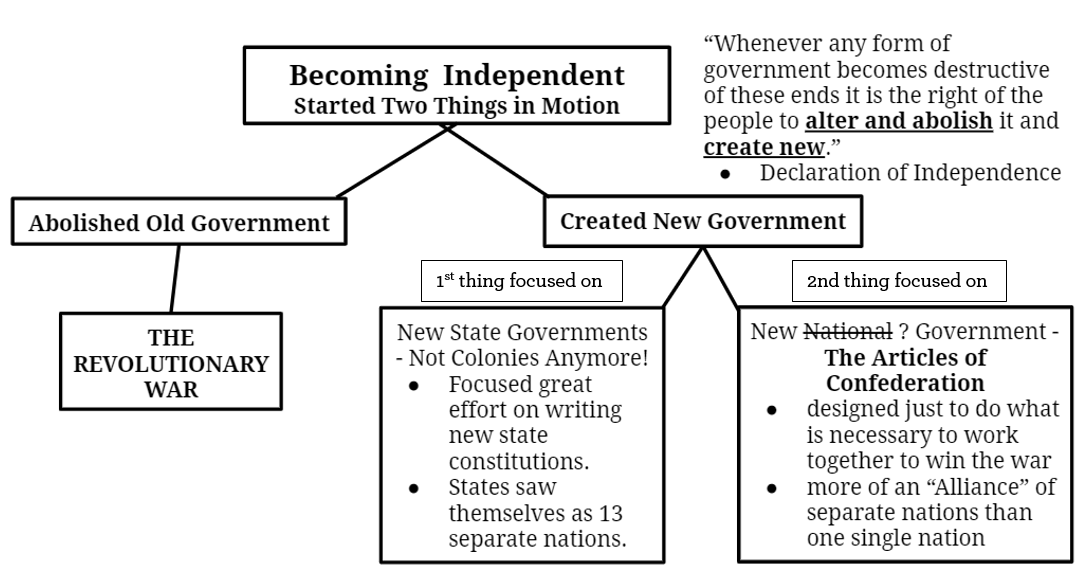 Becoming Independent
Started Two Things in Motion
“Whenever any form of
government becomes destructive
of these ends it is the right of the
people to alter and abolish it and
create new.”
● Declaration of Independence
Abolished Old Government
Created New Government
THE
REVOLUTIONARY
WAR
1st thing focused on
New State Governments
- Not Colonies Anymore!
● Focused great
effort on writing
new state
constitutions.
● States saw
themselves as 13
separate nations.
2nd thing focused on
New National ? Government -
The Articles of
Confederation
● designed just to do what
is necessary to work
together to win the war
● more of an “Alliance” of
separate nations than
one single nation